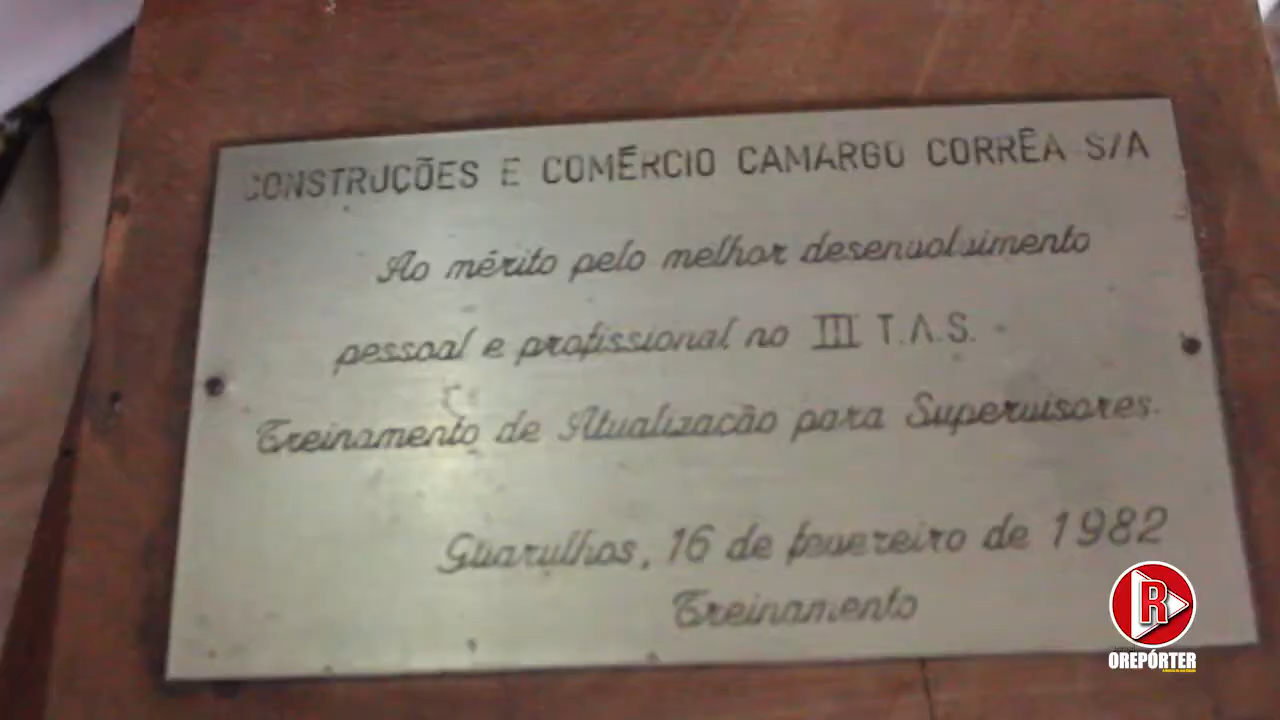 CONSTRUÇÕES E COMÉRCIO CAMARGO CORRÊA S/A
Ao mérito pelo melhor desenvolvimento
pessoal e profissional no III T.A.S.
Treinamento de Atualização para Supervisores.
Guarulhos, 16 de fevereiro de 1982
Treinamento
R
OREPÓRTER